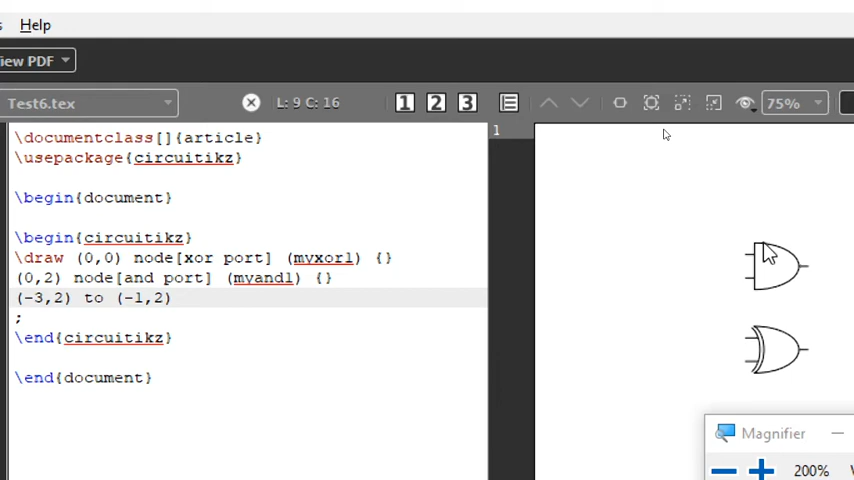 s Help
iew PDF
Test6.tex L: 9 C: 16 1 2 3 75%
1
\documentclass[]{article}
\usepackage{circuitikz}
\begin{document}
\begin{circuitikz}
\draw (0,0) node[xor port] (myxor1) {}
(0,2) node[and port] (myand1) {}
(-3,2) to (-1,2)
;
\end{circuitikz}
\end{document}
Magnifier
200%